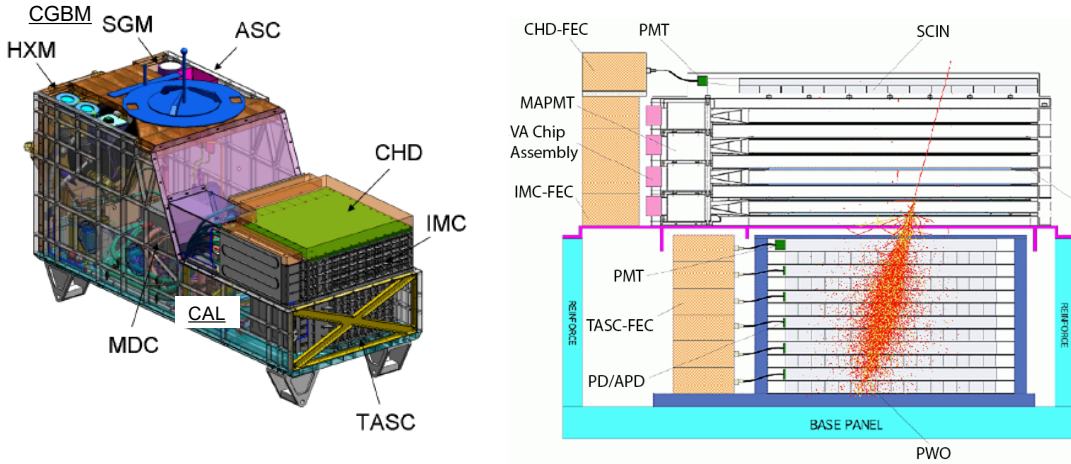 CGBM
SGM
ASC
HXM
CHD
IMC
CAL
MDC
TASC
CHD-FEC
PMT
SCIN
MAPMT
VA Chip
Assembly
IMC-FEC
PMT
TASC-FEC
PD/APD
REINFORCE
REINFORCE
BASE PANEL
PWO